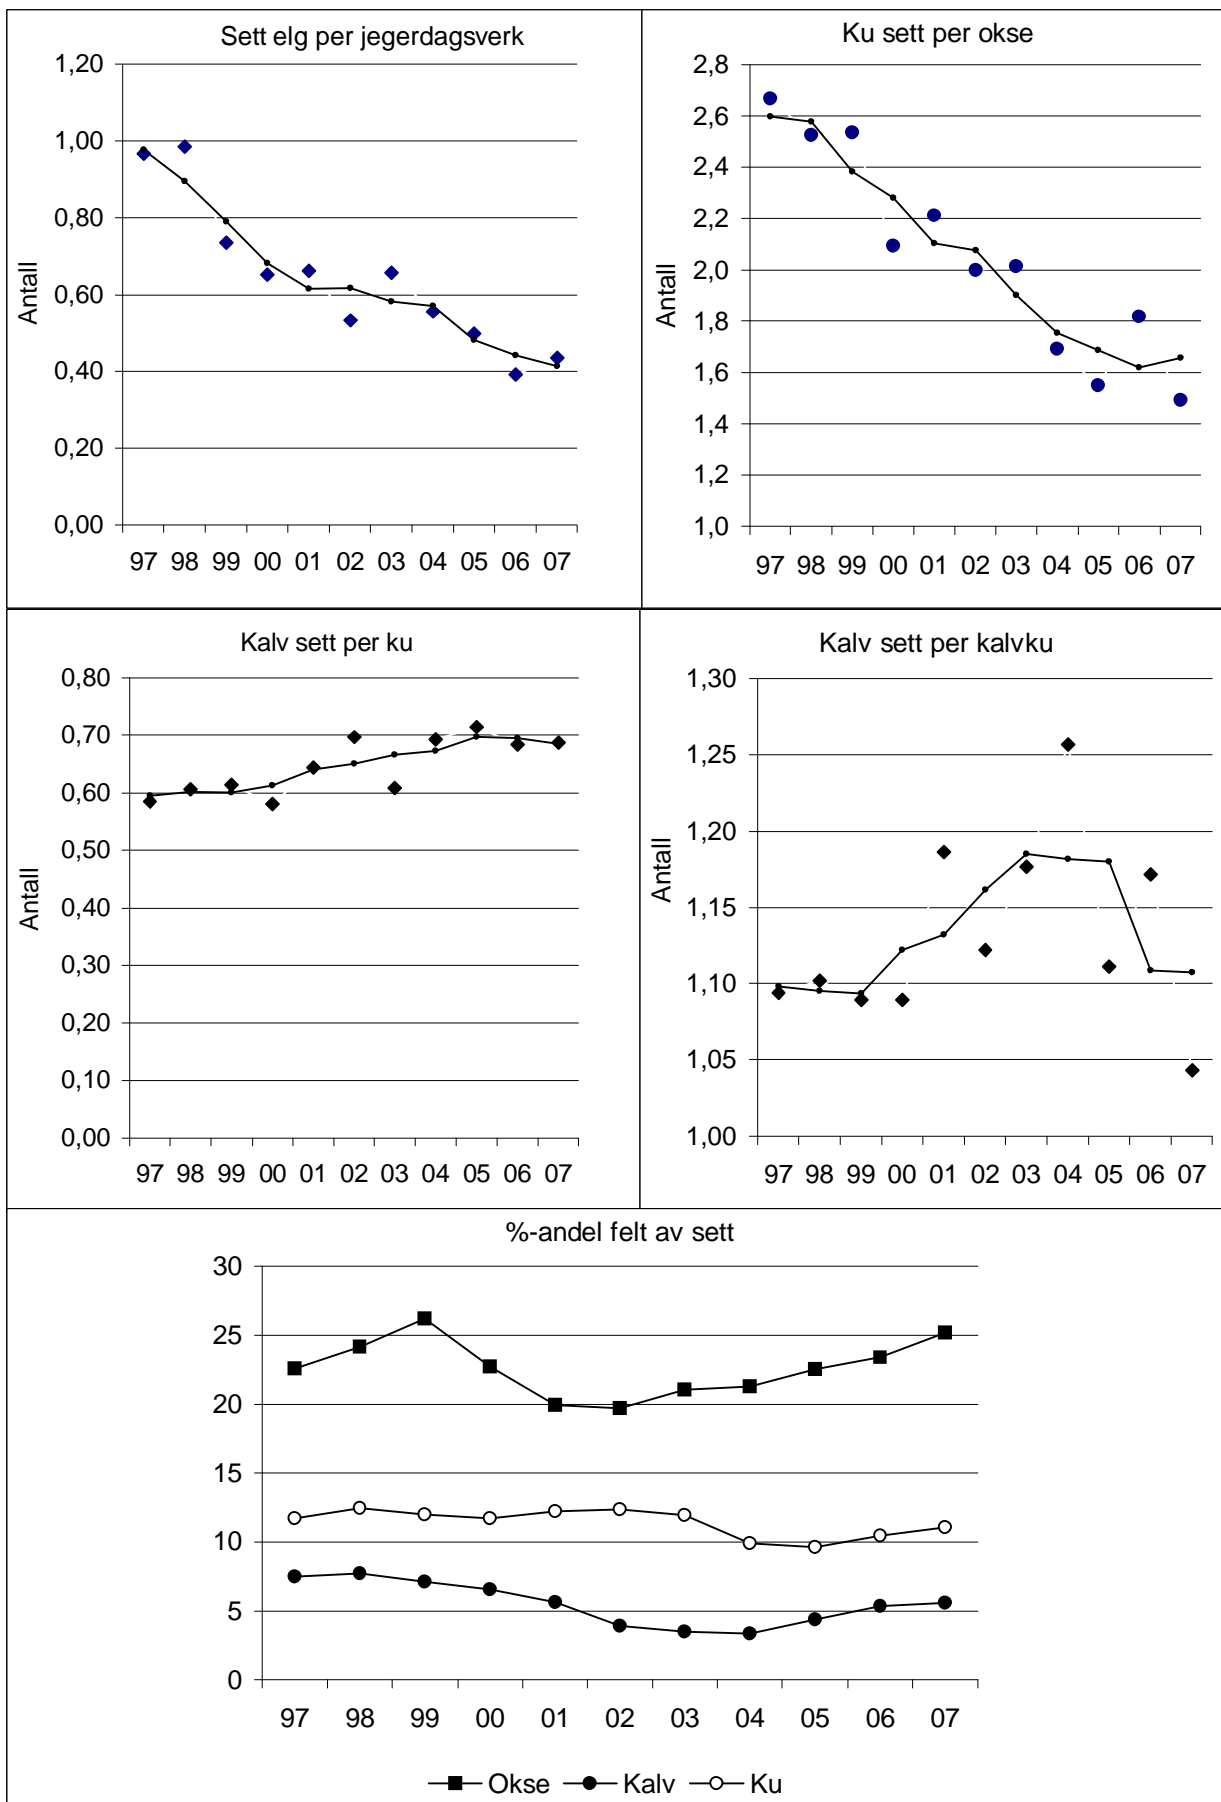 Sett elg per jegerdagsverk
1,20
1,00
0,80
0,60
0,40
0,20
0,00
Antall
97 98 99 00 01 02 03 04 05 06 07
Ku sett per okse
2,8
2,6
2,4
2,2
2,0
1,8
1,6
1,4
1,2
1,0
Antall
97 98 99 00 01 02 03 04 05 06 07
Kalv sett per ku
0,80
0,70
0,60
0,50
0,40
0,30
0,20
0,10
0,00
Antall
97 98 99 00 01 02 03 04 05 06 07
Kalv sett per kalvku
1,30
1,25
1,20
1,15
1,10
1,05
1,00
Antall
97 98 99 00 01 02 03 04 05 06 07
%-andel felt av sett
30
25
20
15
10
5
0
97 98 99 00 01 02 03 04 05 06 07
Okse Kalv Ku